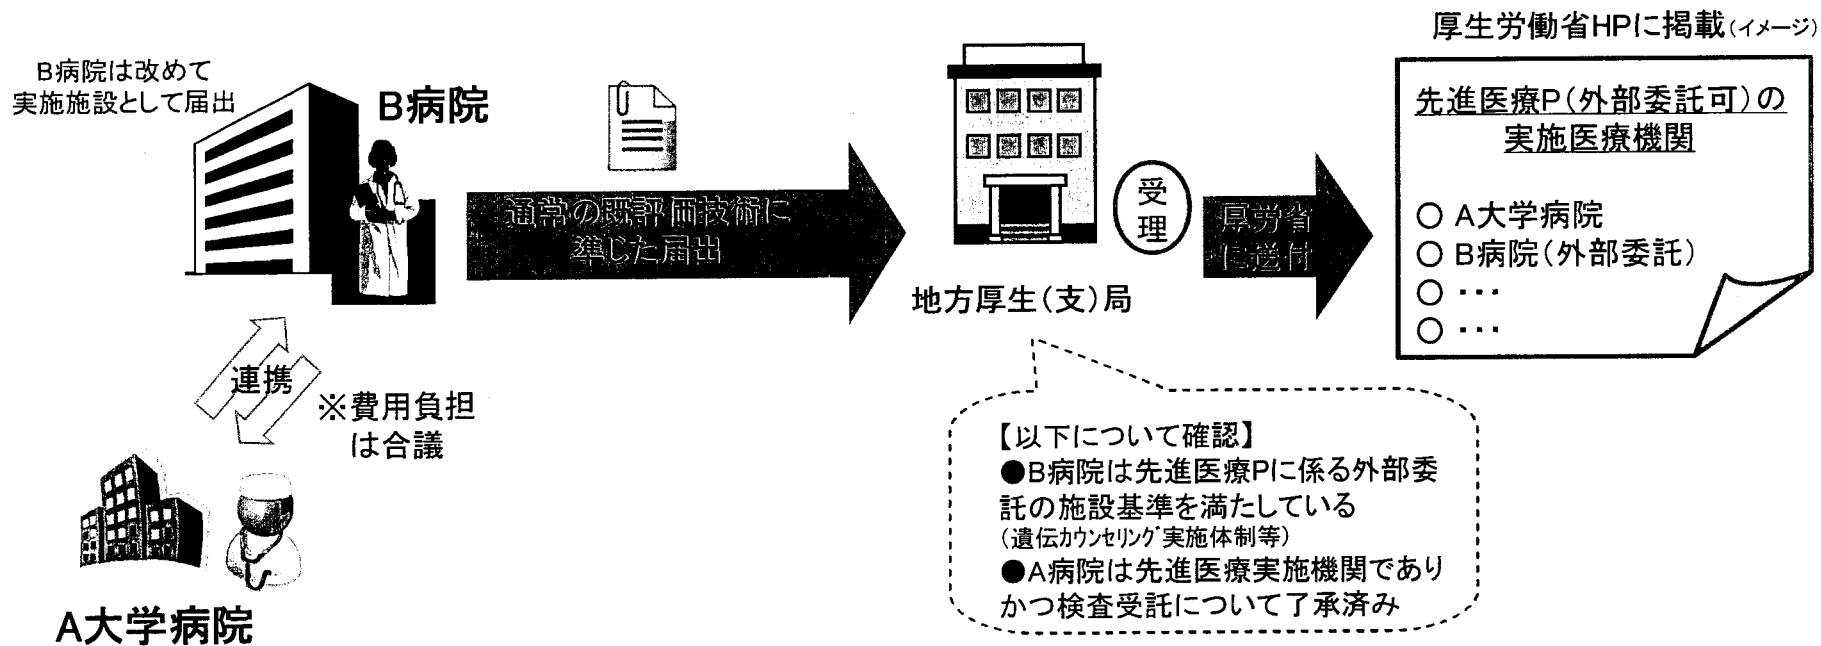 B病院は改めて
実施施設として届出
B病院
通常の既評価技術に
準じた届出
連携
※費用負担
は合議
A大学病院
受
理
地方厚生(支)局
厚労省
に送付
【以下について確認】
●B病院は先進医療Pに係る外部委
託の施設基準を満たしている
(遺伝カウンセリング実施体制等)
●A病院は先進医療実施機関であり
かつ検査受託について了承済み
厚生労働省HPに掲載(イメージ)
先進医療P(外部委託可)の
実施医療機関
○ A大学病院
○ B病院(外部委託)
○ ・・・
○ ・・・